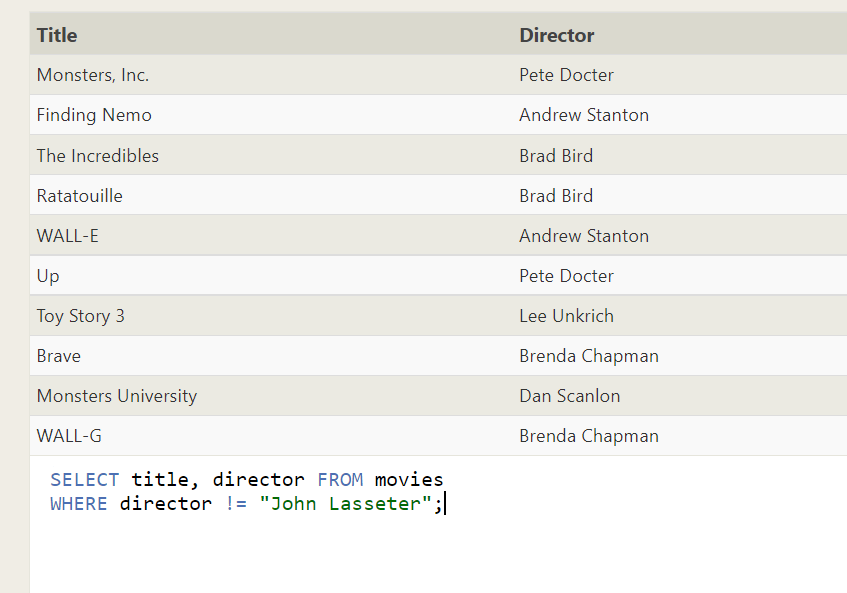 Title Director
Monsters, Inc. Pete Docter
Finding Nemo Andrew Stanton
The Incredibles Brad Bird
Ratatouille Brad Bird
WALL-E Andrew Stanton
Up Pete Docter
Toy Story 3 Lee Unkrich
Brave Brenda Chapman
Monsters University Dan Scanlon
WALL-G Brenda Chapman
SELECT title, director FROM movies
WHERE director != "John Lasseter";